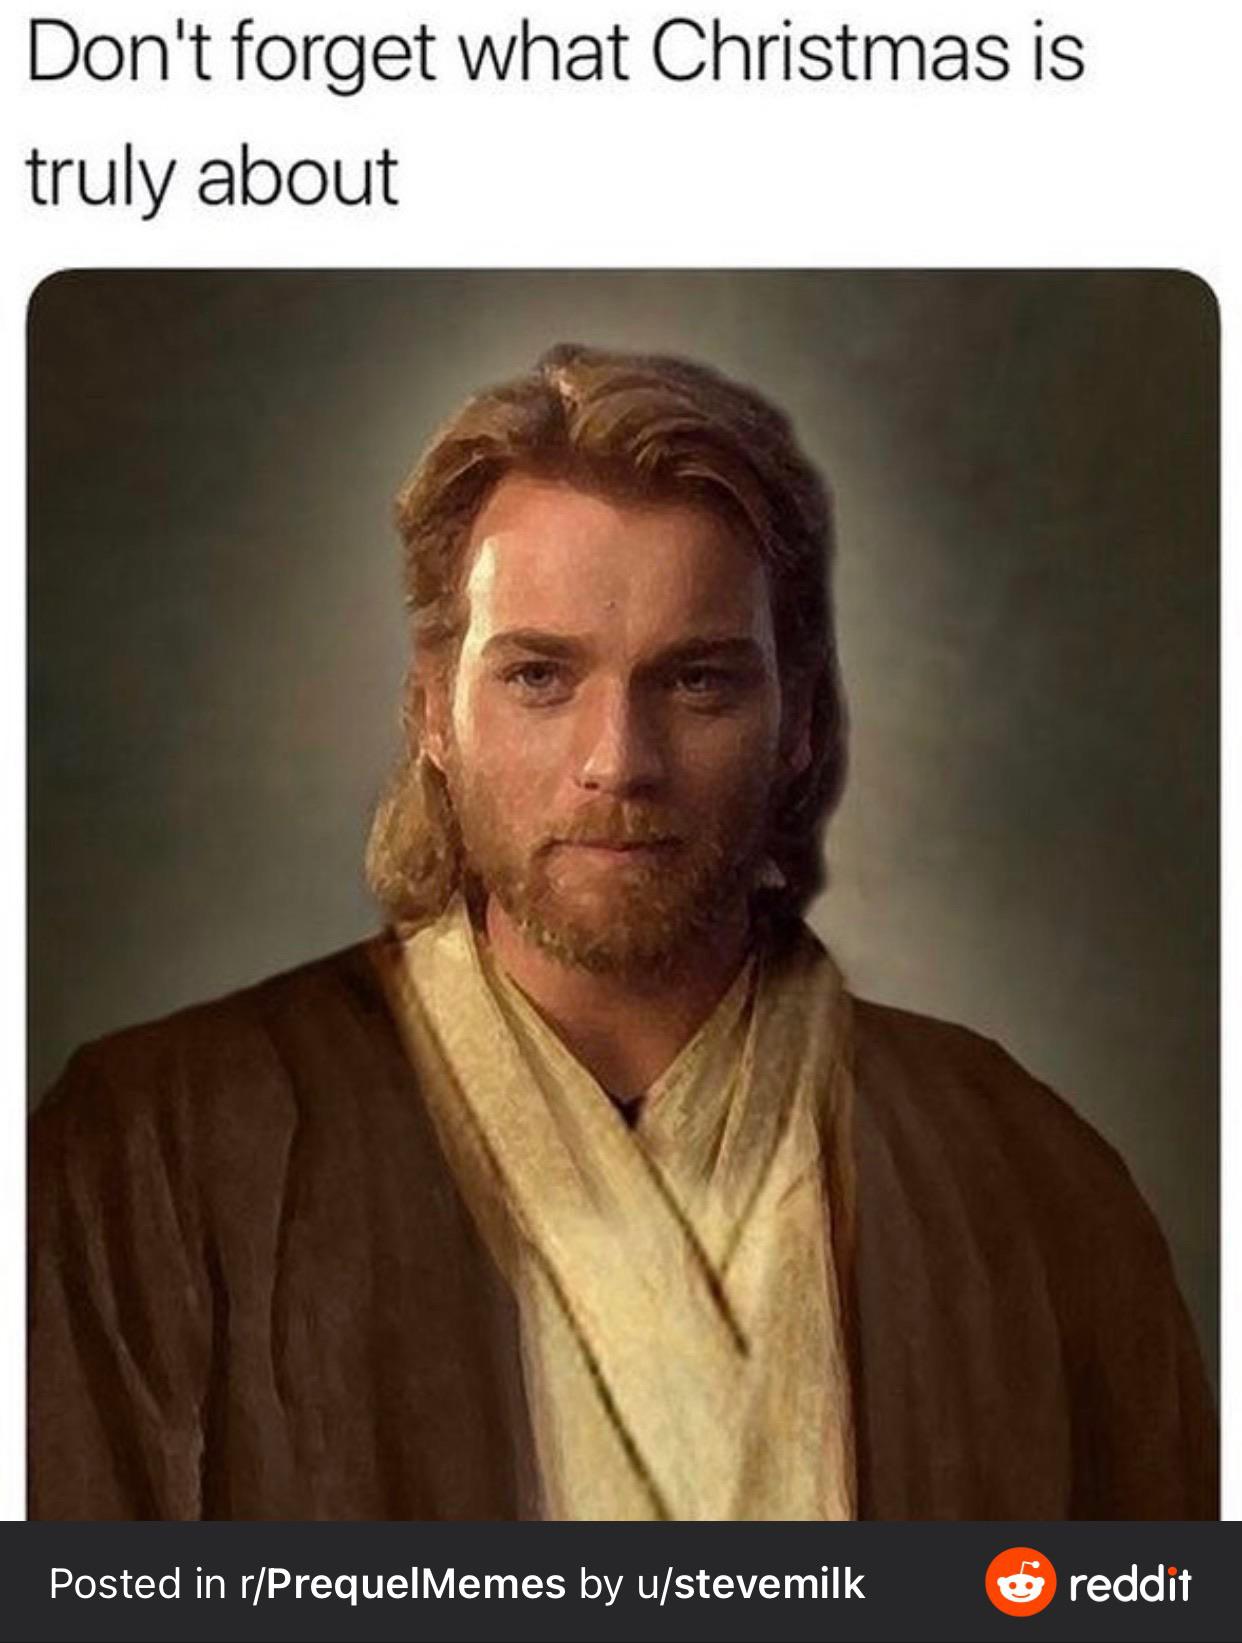 Don't forget what Christmas is
truly about
Posted in r/PrequelMemes by u/stevemilk
reddit